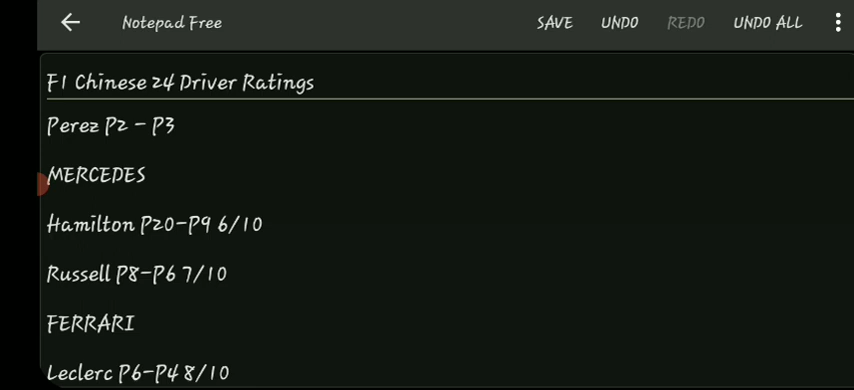 Notepad Free SAVE UNDO REDO UNDO ALL
F1 Chinese 24 Driver Ratings
Perez P2 - P3
MERCEDES
Hamilton P20-P9 6/10
Russell P8-P6 7/10
FERRARI
Leclerc P6-P4 8/10